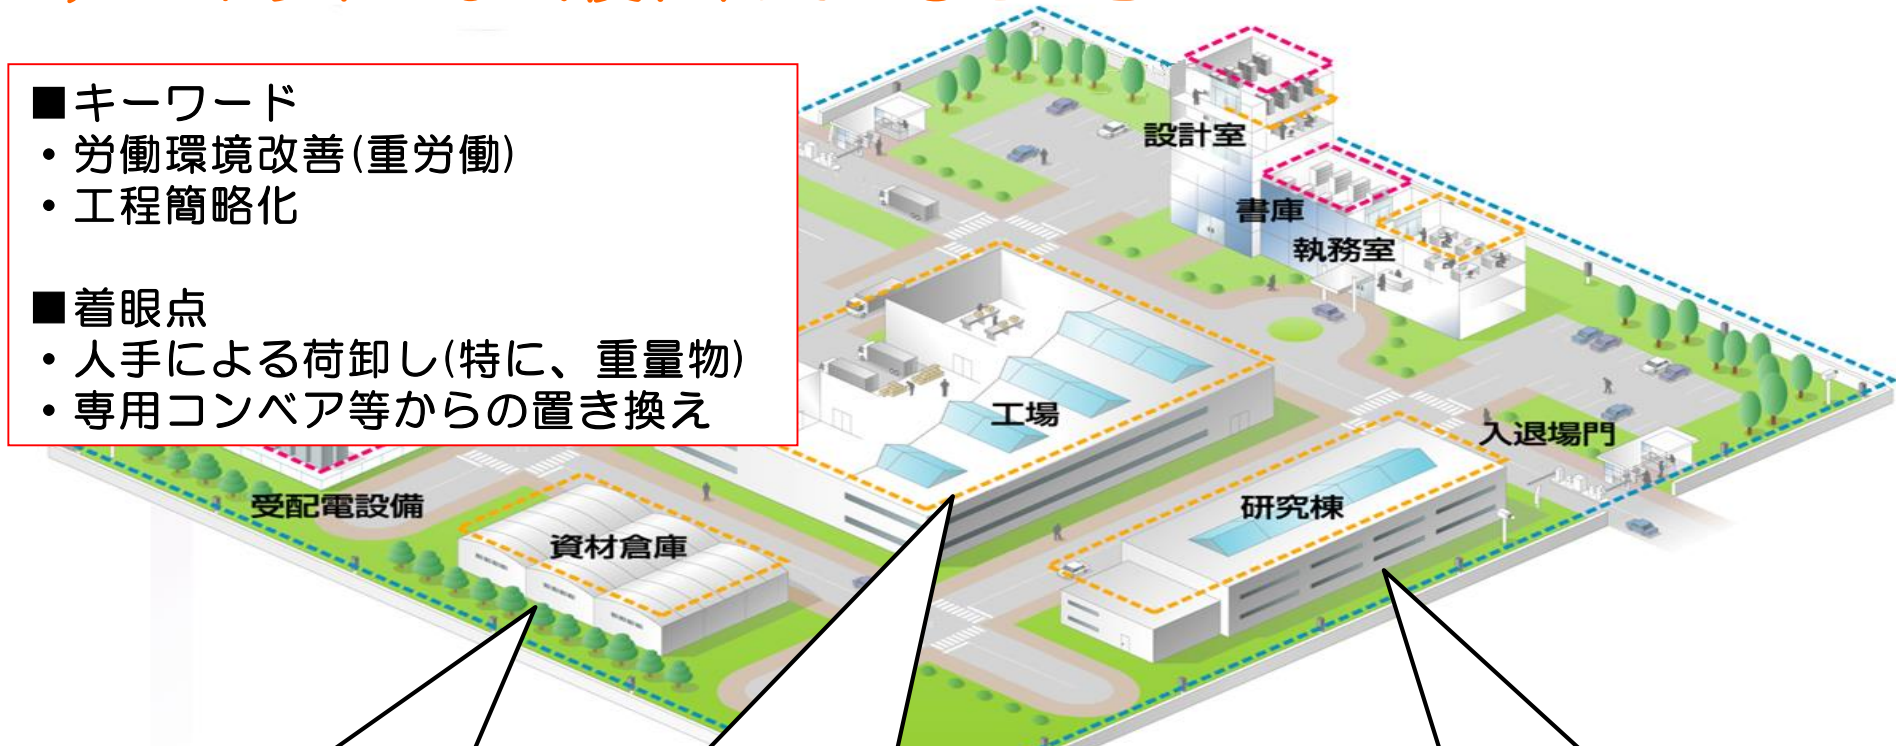 ■キーワード
・労働環境改善(重労働)
・工程簡略化
■着眼点
・人手による荷卸し(特に、重量物)
・専用コンベア等からの置き換え
設計室
書庫
執務室
工場
入退場門
研究棟
受配電設備
資材倉庫